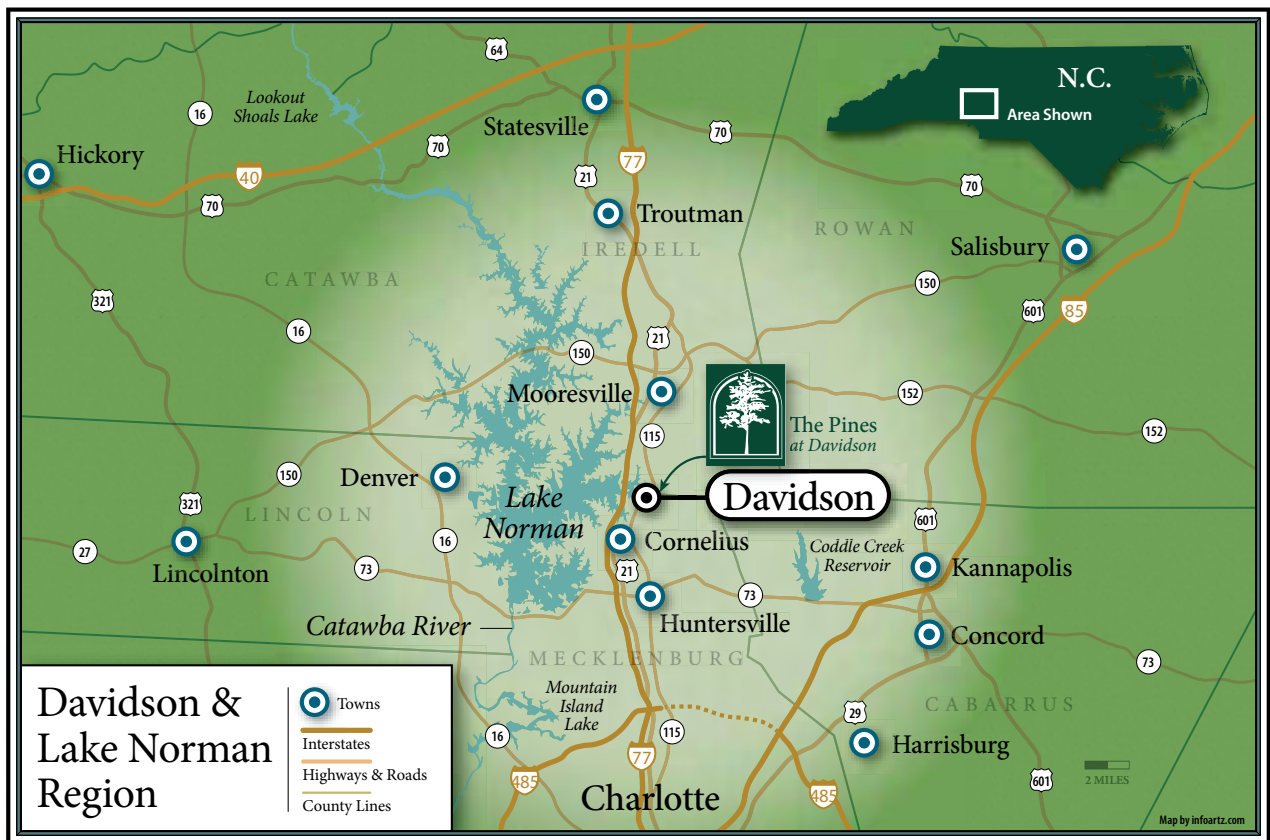 64
N.C.
Area Shown
Lookout
Shoals Lake
16
Statesville
70
70
77
Hickory
40
21
70
70
Troutman
ROWAN
IREDELL
Salisbury
CATAWBA
150
321
601
85
16
21
150
Mooresville
152
The Pines
at Davidson
115
152
Denver
150
Lake
Norman
Davidson
321
LINCOLN
601
27
16
Cornelius
Coddle Creek
Reservoir
Lincolnton
73
21
Kannapolis
73
Huntersville
Catawba River
Concord
MECKLENBURG
73
Davidson &
Lake Norman
Region
Towns
Interstates
Highways & Roads
County Lines
Mountain
Island
Lake
CABARRUS
29
16
115
Harrisburg
77
485
485
Charlotte
601
2 MILES
Map by infoartz.com